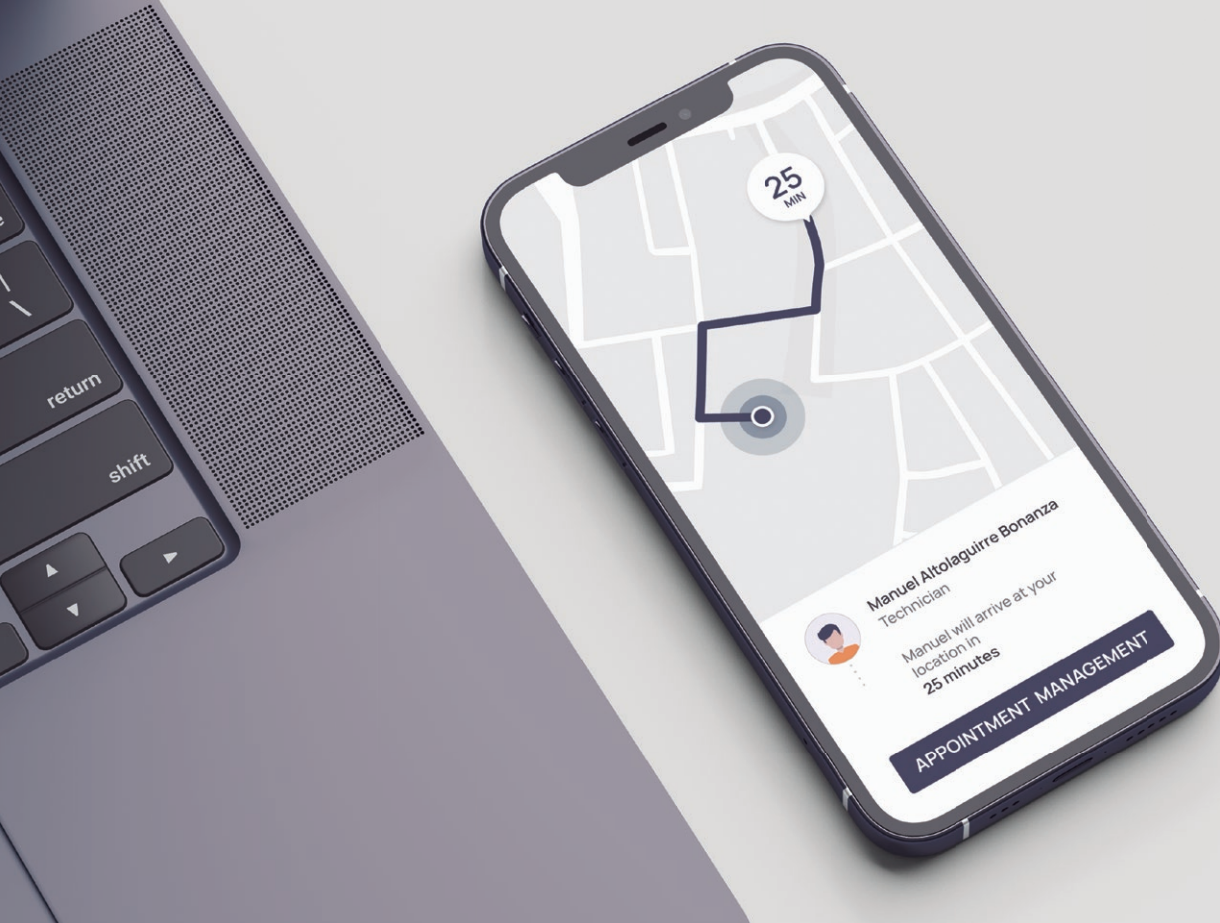 return
shift
25
MIN
Manuel Altolaguirre Bonanza
Technician
Manuel will arrive at your
location in
25 minutes
APPOINTMENT MANAGEMENT